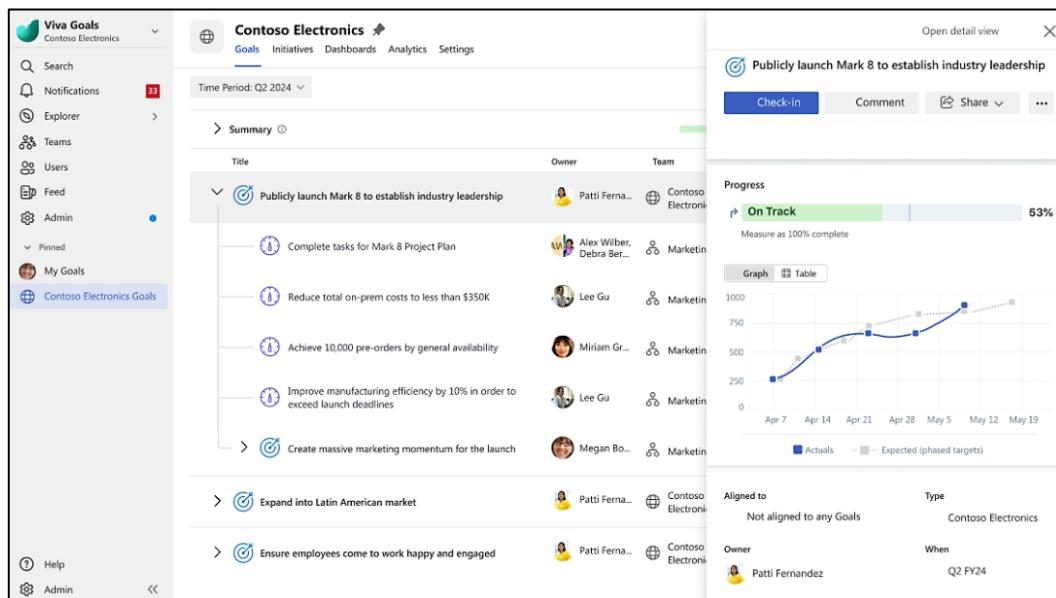 Viva Goals
Contoso Electronics
Search
Notifications
33
Explorer
Teams
Users
Feed
Admin
Pinned
My Goals
Contoso Electronics Goals
Help
Admin
Contoso Electronics
Goals Initiatives Dashboards Analytics Settings
Time Period: Q2 2024
Summary
Title Owner Team
Publicly launch Mark 8 to establish industry leadership
Patti Ferna...
Contoso
Electroni
Complete tasks for Mark 8 Project Plan
Alex Wilber,
Debra Ber...
Marketin
Reduce total on-prem costs to less than $350K
Lee Gu
Marketin
Achieve 10,000 pre-orders by general availability
Miriam Gr...
Marketin
Improve manufacturing efficiency by 10% in order to
exceed launch deadlines
Lee Gu
Marketin
Create massive marketing momentum for the launch
Megan Bo...
Marketin
Expand into Latin American market
Patti Ferna...
Contoso
Electroni
Ensure employees come to work happy and engaged
Patti Ferna...
Contoso
Electroni
Open detail view
Publicly launch Mark 8 to establish industry leadership
Check-in Comment Share
Progress
On Track 53%
Measure as 100% complete
Graph Table
1000
750
500
250
0
Apr 7 Apr 14 Apr 21 Apr 28 May 5 May 12 May 19
Actuals Expected (phased targets)
Aligned to
Not aligned to any Goals
Type
Contoso Electronics
Owner
Patti Fernandez
When
Q2 FY24